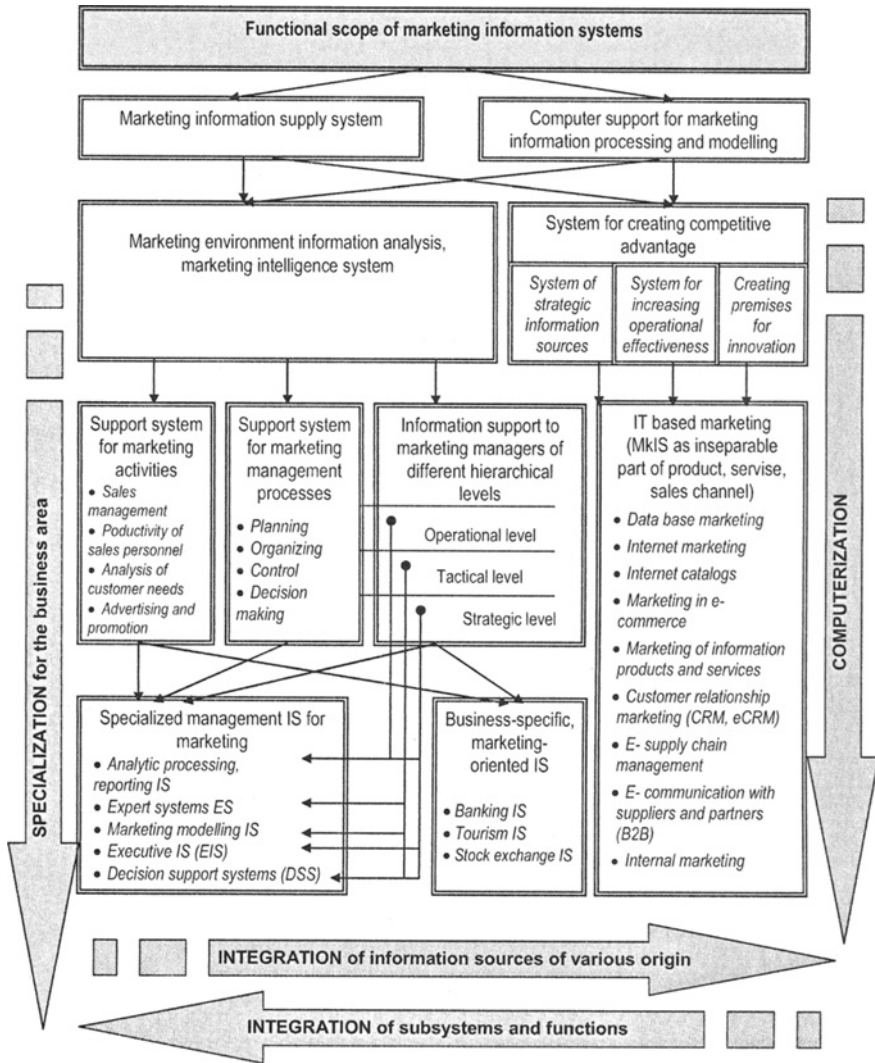 Functional scope of marketing information systems
Marketing information supply system
Computer support for marketing
information processing and modelling
Marketing environment information analysis,
marketing intelligence system
System for creating competitive
advantage
System of
strategic
information
sources
System for
increasing
operational
effectiveness
Creating
premises
for
innovation
Support system
for marketing
activities
● Sales
management
● Poductivity of
sales personnel
● Analysis of
customer needs
● Advertising and
promotion
Support system
for marketing
management
processes
● Planning
● Organizing
● Control
● Decision
making
Information support to
marketing managers of
different hierarchical
levels
Operational level
Tactical level
Strategic level
IT based marketing
(MkIS as inseparable
part of product, servise,
sales channel)
● Data base marketing
● Internet marketing
● Internet catalogs
● Marketing in e-
commerce
● Marketing of information
products and services
● Customer relationship
marketing (CRM, eCRM)
● E- supply chain
management
● E- communication with
suppliers and partners
(B2B)
● Internal marketing
Specialized management IS for
marketing
● Analytic processing,
reporting IS
● Expert systems ES
● Marketing modelling IS
● Executive IS (EIS)
● Decision support systems (DSS)
Business-specific,
marketing-
oriented IS
● Banking IS
● Tourism IS
● Stock exchange IS
SPECIALIZATION for the business area
COMPUTERIZATION
INTEGRATION of information sources of various origin
INTEGRATION of subsystems and functions